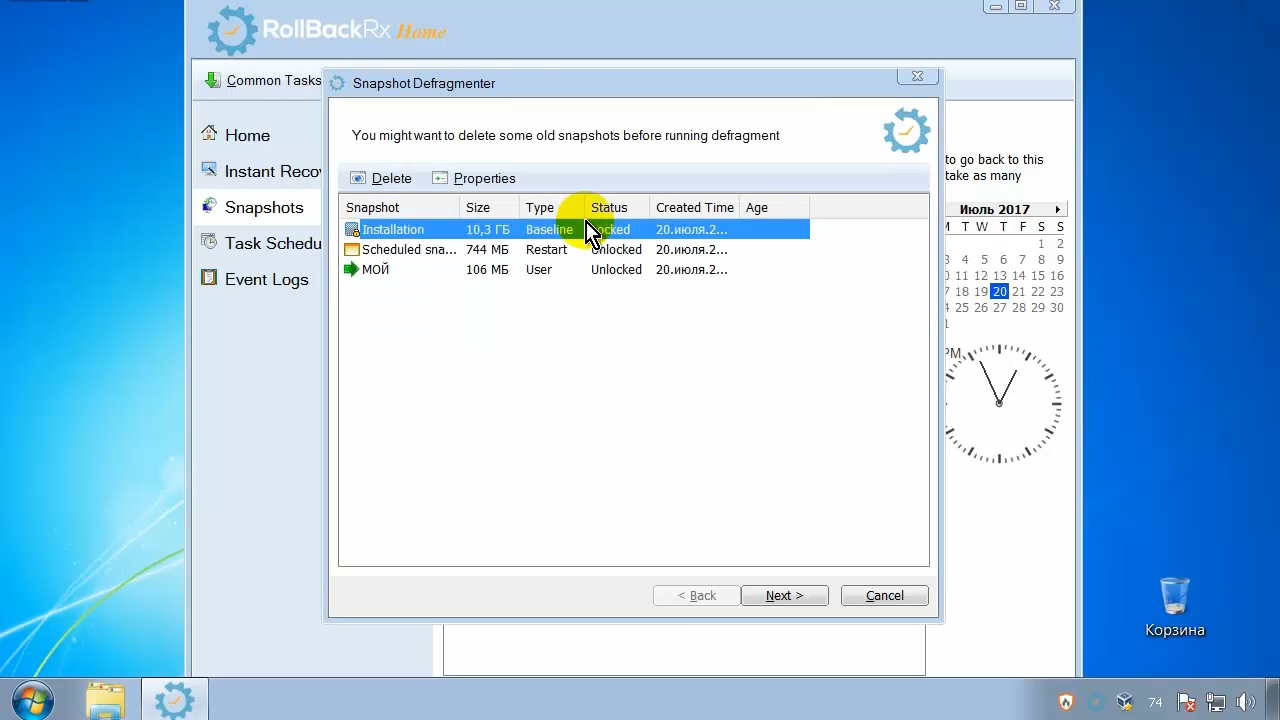 RollBackRx Home
Common Tasks
Snapshot Defragmenter
You might want to delete some old snapshots before running defragment
Home
Instant Reco
Snapshots
Task Schedu
Event Logs
Delete Properties
Snapshot Size Type Status Created Time Age
Installation 10,3 ГБ Baseline 20.июля.2...
Scheduled sna... 744 МБ Restart Unlocked 20.июля.2...
МОЙ 106 МБ User Unlocked 20.июля.2...
to go back to this
take as many
Июль 2017
M T W T F S S
1 2
3 4 5 6 7 8 9
10 11 12 13 14 15 16
17 18 19 20 21 22 23
24 25 26 27 28 29 30
31
PM
< Back Next > Cancel
Корзина
74